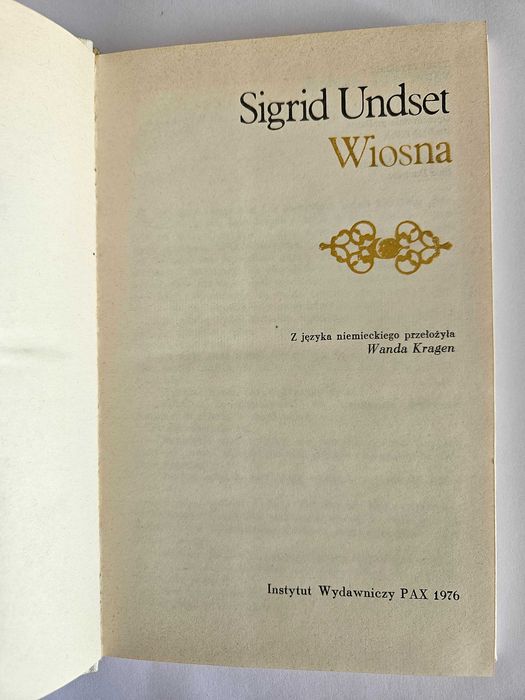 Sigrid Undset
Wiosna
Z języka niemieckiego przełożyła
Wanda Kragen
Instytut Wydawniczy PAX 1976